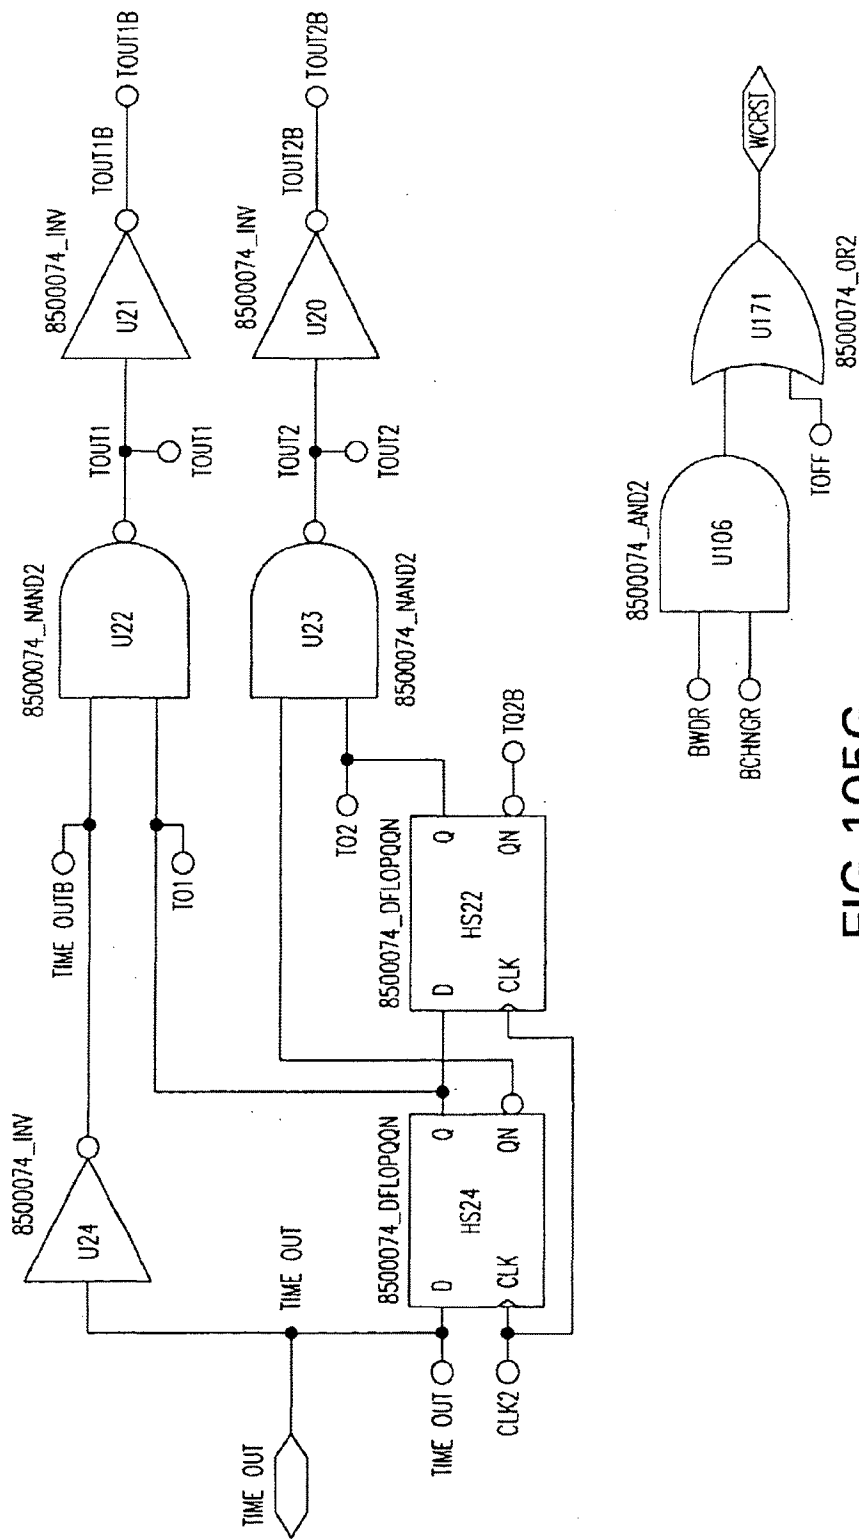 TIME OUT
TIME OUT
8500074_INV
U24
TIME OUTB
TO1
8500074_NAND2
U22
TOUT1
TOUT1
8500074_INV
U21
TOUT1B
TOUT1B
TIME OUT
CLK2
8500074_DFLOPQQN
D
Q
HS24
CLK
QN
8500074_DFLOPQQN
D
Q
HS22
CLK
QN
TO2
TQ2B
8500074_NAND2
U23
TOUT2
TOUT2
8500074_INV
U20
TOUT2B
TOUT2B
BWDR
BCHNGR
8500074_AND2
U106
TOFF
U171
8500074_OR2
WCRST